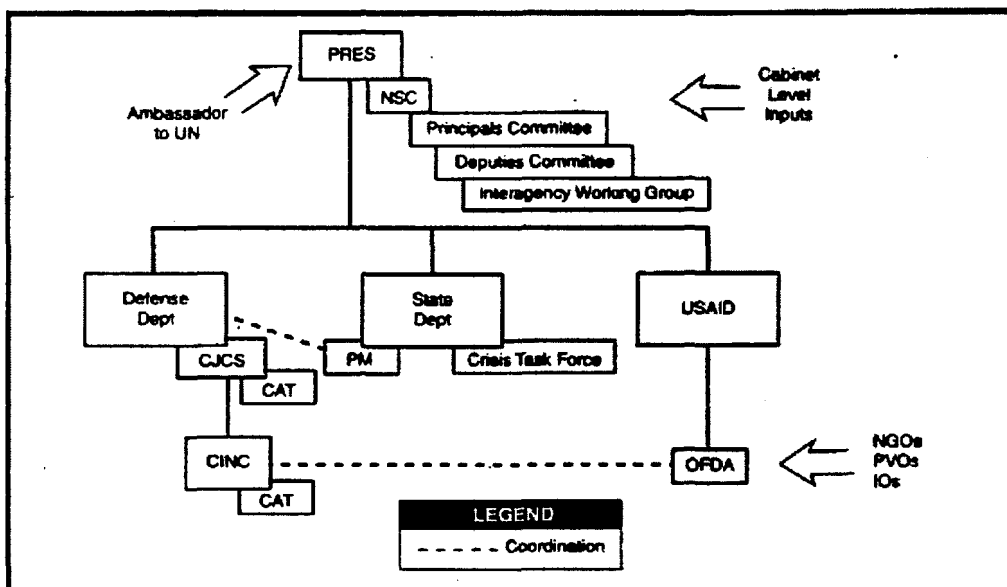 PRES
NSC
Principals Committee
Deputies Committee
Interagency Working Group
Ambassador
to UN
Cabinet
Level
Inputs
Defense
Dept
State
Dept
USAID
CJCS
CAT
PM
Crisis Task Force
CINC
CAT
OFDA
NGOs
PVOs
IOs
LEGEND
Coordination